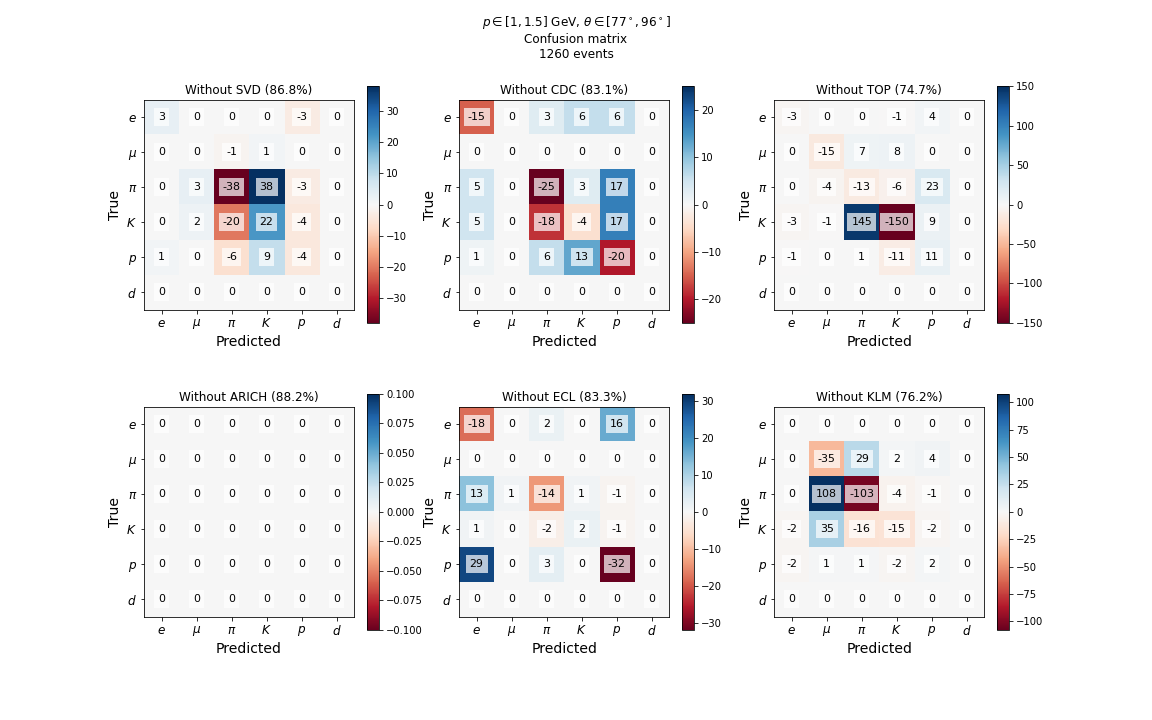 p ∈ [1, 1.5] GeV, θ ∈ [77°, 96°]
Confusion matrix
1260 events
Without SVD (86.8%)
True
e 3 0 0 0 -3 0
μ 0 0 -1 1 0 0
π 0 3 -38 38 -3 0
K 0 2 -20 22 -4 0
p 1 0 -6 9 -4 0
d 0 0 0 0 0 0
e μ π K p d
Predicted
30
20
10
0
−10
−20
−30
Without CDC (83.1%)
True
e -15 0 3 6 6 0
μ 0 0 0 0 0 0
π 5 0 -25 3 17 0
K 5 0 -18 -4 17 0
p 1 0 6 13 -20 0
d 0 0 0 0 0 0
e μ π K p d
Predicted
20
10
0
−10
−20
Without TOP (74.7%)
True
e -3 0 0 -1 4 0
μ 0 -15 7 8 0 0
π 0 -4 -13 -6 23 0
K -3 -1 145 -150 9 0
p -1 0 1 -11 11 0
d 0 0 0 0 0 0
e μ π K p d
Predicted
150
100
50
0
−50
−100
−150
Without ARICH (88.2%)
True
e 0 0 0 0 0 0
μ 0 0 0 0 0 0
π 0 0 0 0 0 0
K 0 0 0 0 0 0
p 0 0 0 0 0 0
d 0 0 0 0 0 0
e μ π K p d
Predicted
0.100
0.075
0.050
0.025
0.000
−0.025
−0.050
−0.075
−0.100
Without ECL (83.3%)
True
e -18 0 2 0 16 0
μ 0 0 0 0 0 0
π 13 1 -14 1 -1 0
K 1 0 -2 2 -1 0
p 29 0 3 0 -32 0
d 0 0 0 0 0 0
e μ π K p d
Predicted
30
20
10
0
−10
−20
−30
Without KLM (76.2%)
True
e 0 0 0 0 0 0
μ 0 -35 29 2 4 0
π 0 108 -103 -4 -1 0
K -2 35 -16 -15 -2 0
p -2 1 1 -2 2 0
d 0 0 0 0 0 0
e μ π K p d
Predicted
100
75
50
25
0
−25
−50
−75
−100